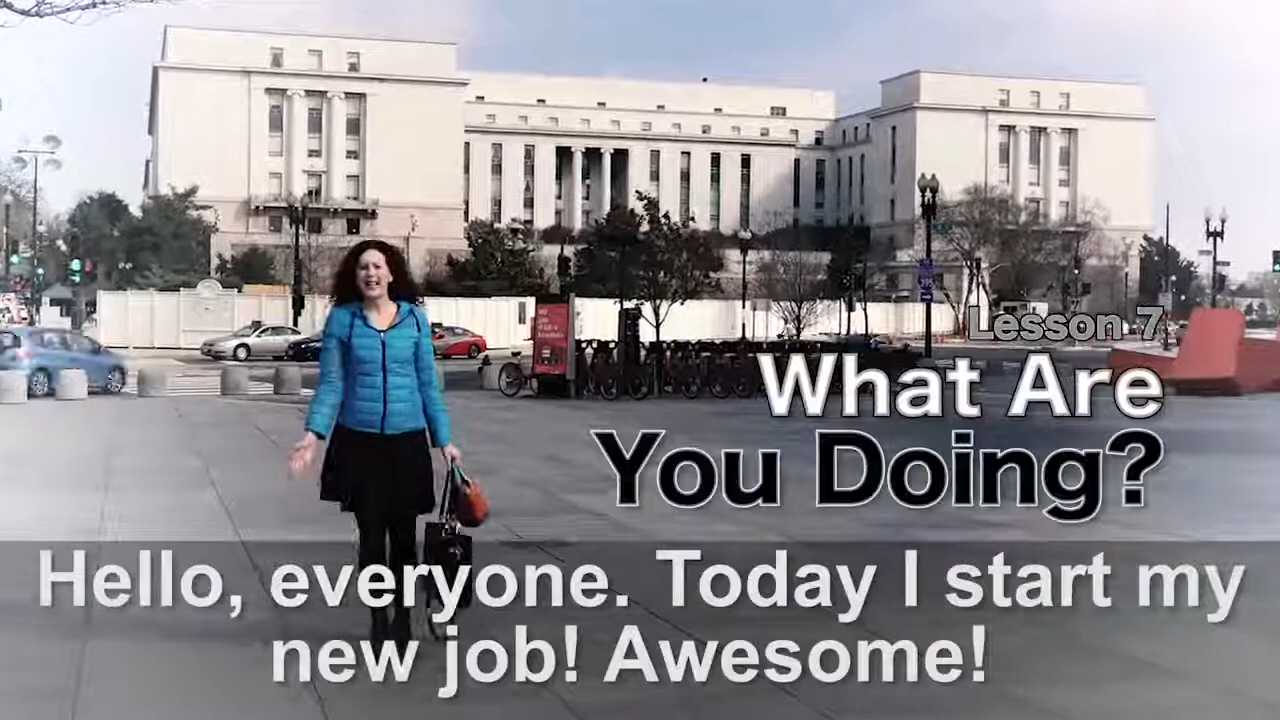 Lesson 7
What Are
You Doing?
Hello, everyone. Today I start my
new job! Awesome!